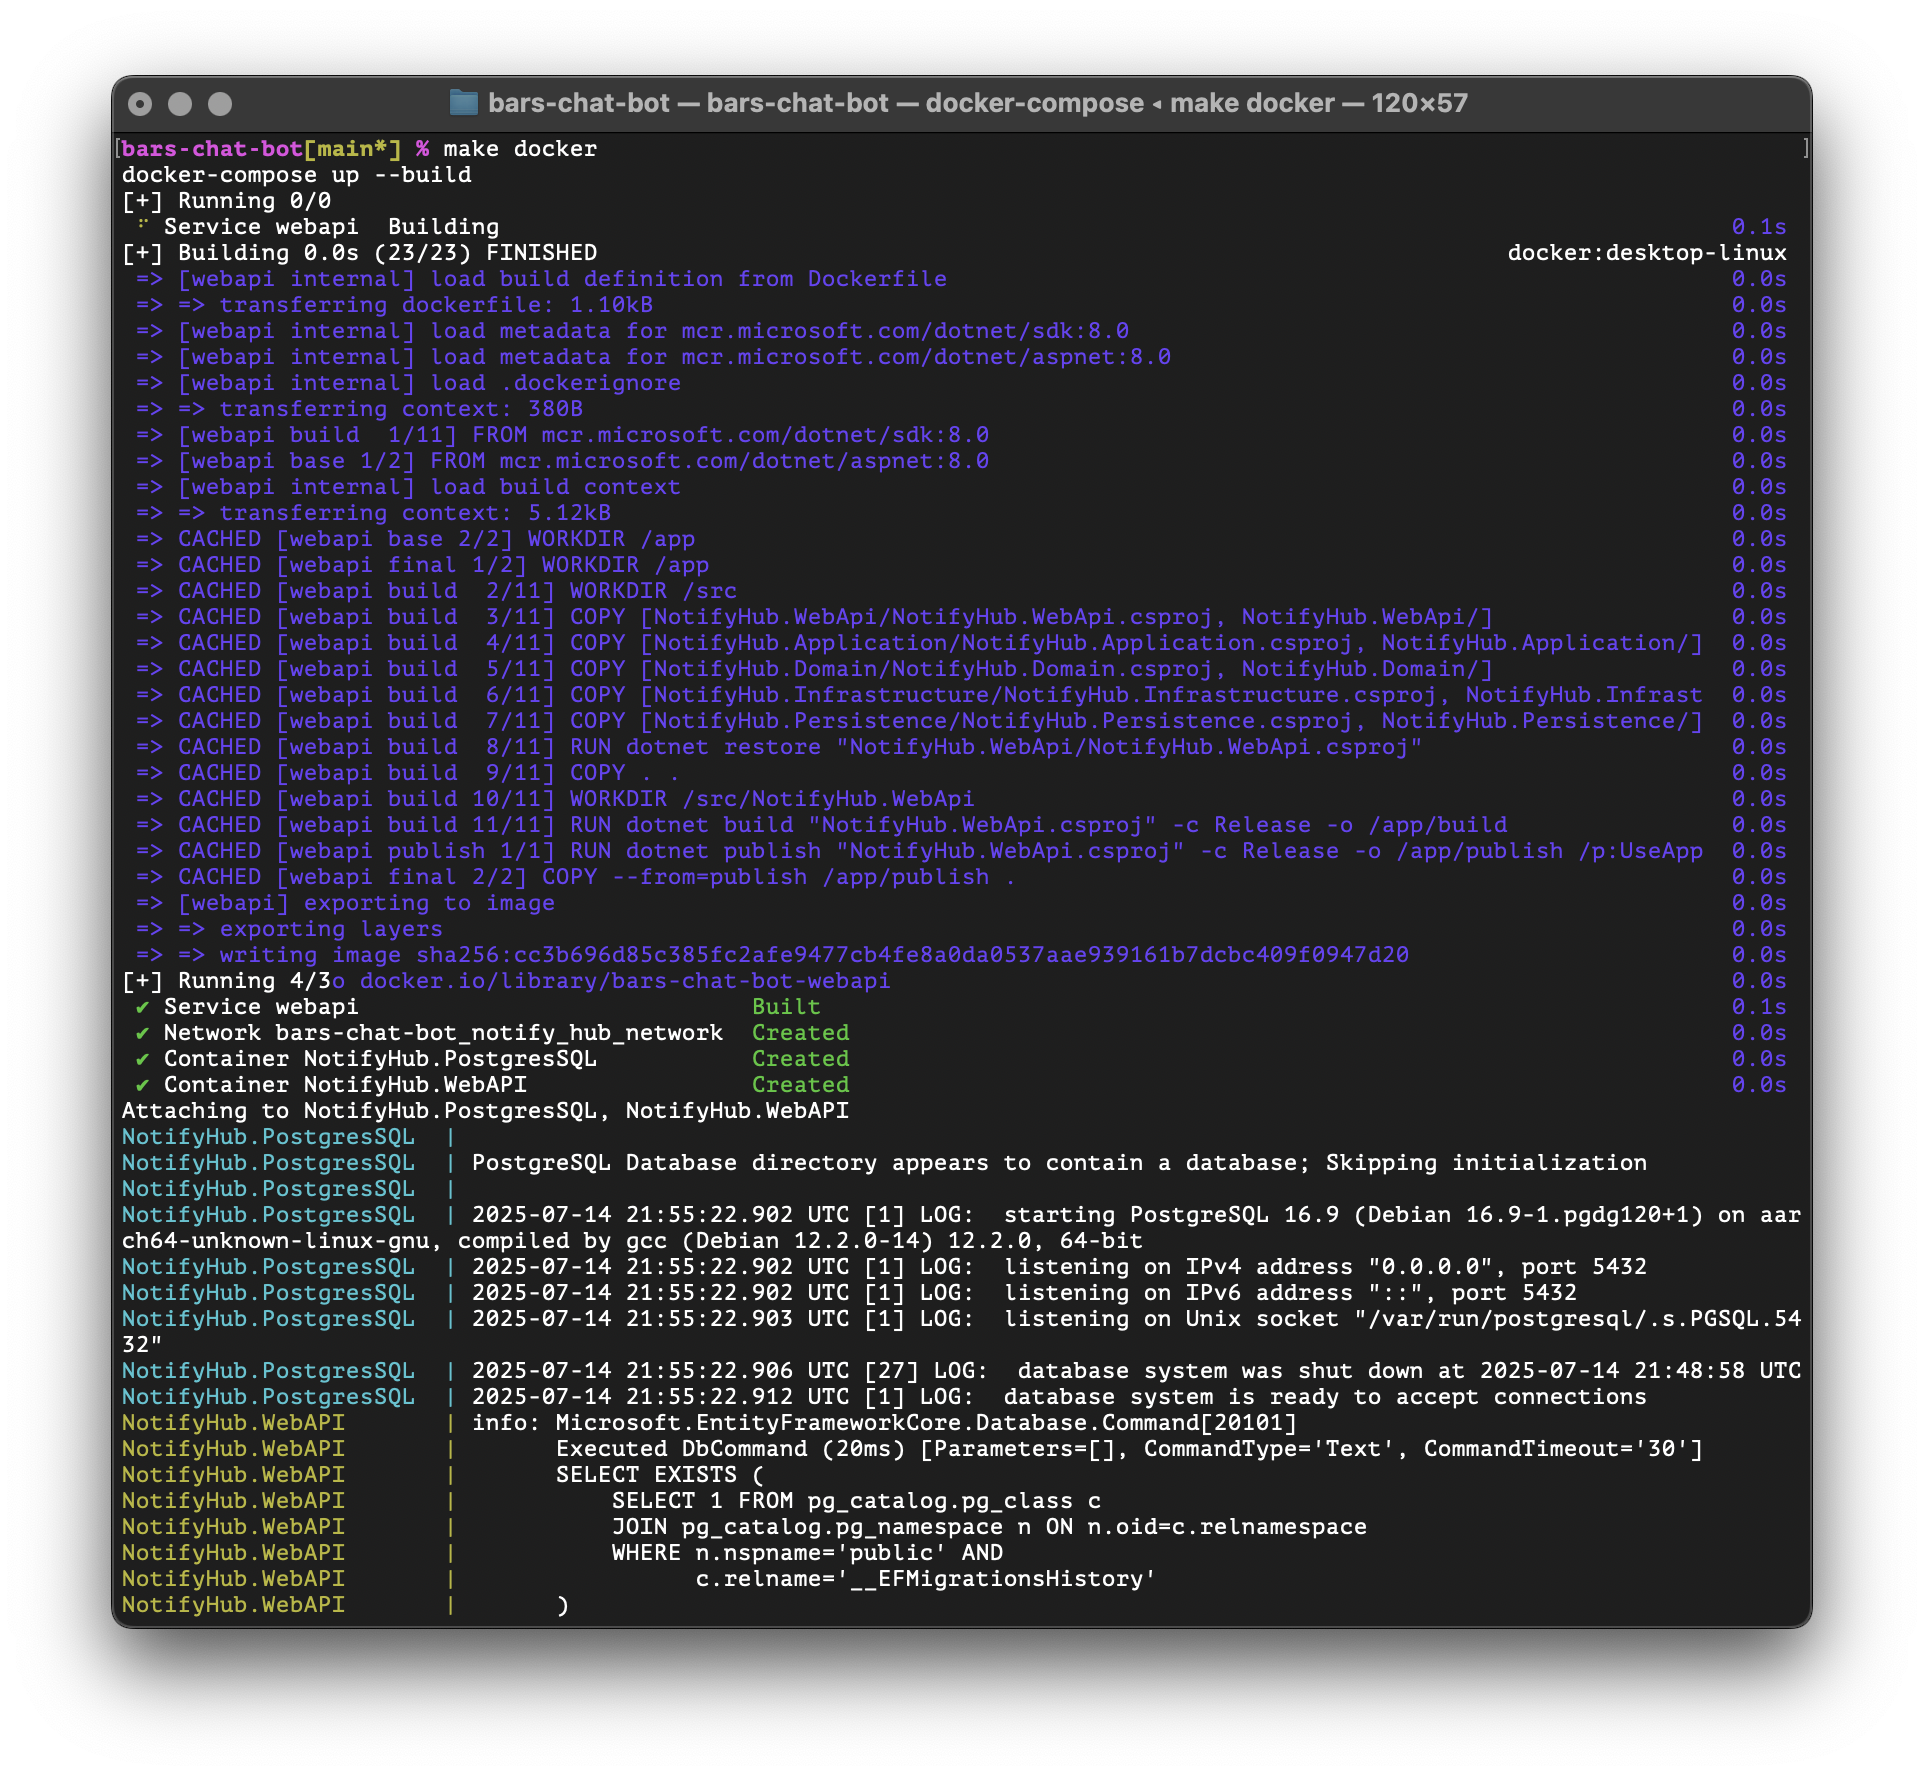 bars-chat-bot — bars-chat-bot — docker-compose ◂ make docker — 120×57
[bars-chat-bot[main*] % make docker ]
docker-compose up --build
[+] Running 0/0
⠋ Service webapi  Building 0.1s
[+] Building 0.0s (23/23) FINISHED docker:desktop-linux
=> [webapi internal] load build definition from Dockerfile 0.0s
=> => transferring dockerfile: 1.10kB 0.0s
=> [webapi internal] load metadata for mcr.microsoft.com/dotnet/sdk:8.0 0.0s
=> [webapi internal] load metadata for mcr.microsoft.com/dotnet/aspnet:8.0 0.0s
=> [webapi internal] load .dockerignore 0.0s
=> => transferring context: 380B 0.0s
=> [webapi build  1/11] FROM mcr.microsoft.com/dotnet/sdk:8.0 0.0s
=> [webapi base 1/2] FROM mcr.microsoft.com/dotnet/aspnet:8.0 0.0s
=> [webapi internal] load build context 0.0s
=> => transferring context: 5.12kB 0.0s
=> CACHED [webapi base 2/2] WORKDIR /app 0.0s
=> CACHED [webapi final 1/2] WORKDIR /app 0.0s
=> CACHED [webapi build  2/11] WORKDIR /src 0.0s
=> CACHED [webapi build  3/11] COPY [NotifyHub.WebApi/NotifyHub.WebApi.csproj, NotifyHub.WebApi/] 0.0s
=> CACHED [webapi build  4/11] COPY [NotifyHub.Application/NotifyHub.Application.csproj, NotifyHub.Application/] 0.0s
=> CACHED [webapi build  5/11] COPY [NotifyHub.Domain/NotifyHub.Domain.csproj, NotifyHub.Domain/] 0.0s
=> CACHED [webapi build  6/11] COPY [NotifyHub.Infrastructure/NotifyHub.Infrastructure.csproj, NotifyHub.Infrast 0.0s
=> CACHED [webapi build  7/11] COPY [NotifyHub.Persistence/NotifyHub.Persistence.csproj, NotifyHub.Persistence/] 0.0s
=> CACHED [webapi build  8/11] RUN dotnet restore "NotifyHub.WebApi/NotifyHub.WebApi.csproj" 0.0s
=> CACHED [webapi build  9/11] COPY . . 0.0s
=> CACHED [webapi build 10/11] WORKDIR /src/NotifyHub.WebApi 0.0s
=> CACHED [webapi build 11/11] RUN dotnet build "NotifyHub.WebApi.csproj" -c Release -o /app/build 0.0s
=> CACHED [webapi publish 1/1] RUN dotnet publish "NotifyHub.WebApi.csproj" -c Release -o /app/publish /p:UseApp 0.0s
=> CACHED [webapi final 2/2] COPY --from=publish /app/publish . 0.0s
=> [webapi] exporting to image 0.0s
=> => exporting layers 0.0s
=> => writing image sha256:cc3b696d85c385fc2afe9477cb4fe8a0da0537aae939161b7dcbc409f0947d20 0.0s
[+] Running 4/3o docker.io/library/bars-chat-bot-webapi 0.0s
✔ Service webapi Built 0.1s
✔ Network bars-chat-bot_notify_hub_network Created 0.0s
✔ Container NotifyHub.PostgresSQL Created 0.0s
✔ Container NotifyHub.WebAPI Created 0.0s
Attaching to NotifyHub.PostgresSQL, NotifyHub.WebAPI
NotifyHub.PostgresSQL  |
NotifyHub.PostgresSQL  | PostgreSQL Database directory appears to contain a database; Skipping initialization
NotifyHub.PostgresSQL  |
NotifyHub.PostgresSQL  | 2025-07-14 21:55:22.902 UTC [1] LOG:  starting PostgreSQL 16.9 (Debian 16.9-1.pgdg120+1) on aar
ch64-unknown-linux-gnu, compiled by gcc (Debian 12.2.0-14) 12.2.0, 64-bit
NotifyHub.PostgresSQL  | 2025-07-14 21:55:22.902 UTC [1] LOG:  listening on IPv4 address "0.0.0.0", port 5432
NotifyHub.PostgresSQL  | 2025-07-14 21:55:22.902 UTC [1] LOG:  listening on IPv6 address "::", port 5432
NotifyHub.PostgresSQL  | 2025-07-14 21:55:22.903 UTC [1] LOG:  listening on Unix socket "/var/run/postgresql/.s.PGSQL.54
32"
NotifyHub.PostgresSQL  | 2025-07-14 21:55:22.906 UTC [27] LOG:  database system was shut down at 2025-07-14 21:48:58 UTC
NotifyHub.PostgresSQL  | 2025-07-14 21:55:22.912 UTC [1] LOG:  database system is ready to accept connections
NotifyHub.WebAPI       | info: Microsoft.EntityFrameworkCore.Database.Command[20101]
NotifyHub.WebAPI       |       Executed DbCommand (20ms) [Parameters=[], CommandType='Text', CommandTimeout='30']
NotifyHub.WebAPI       |       SELECT EXISTS (
NotifyHub.WebAPI       |           SELECT 1 FROM pg_catalog.pg_class c
NotifyHub.WebAPI       |           JOIN pg_catalog.pg_namespace n ON n.oid=c.relnamespace
NotifyHub.WebAPI       |           WHERE n.nspname='public' AND
NotifyHub.WebAPI       |                 c.relname='__EFMigrationsHistory'
NotifyHub.WebAPI       |       )